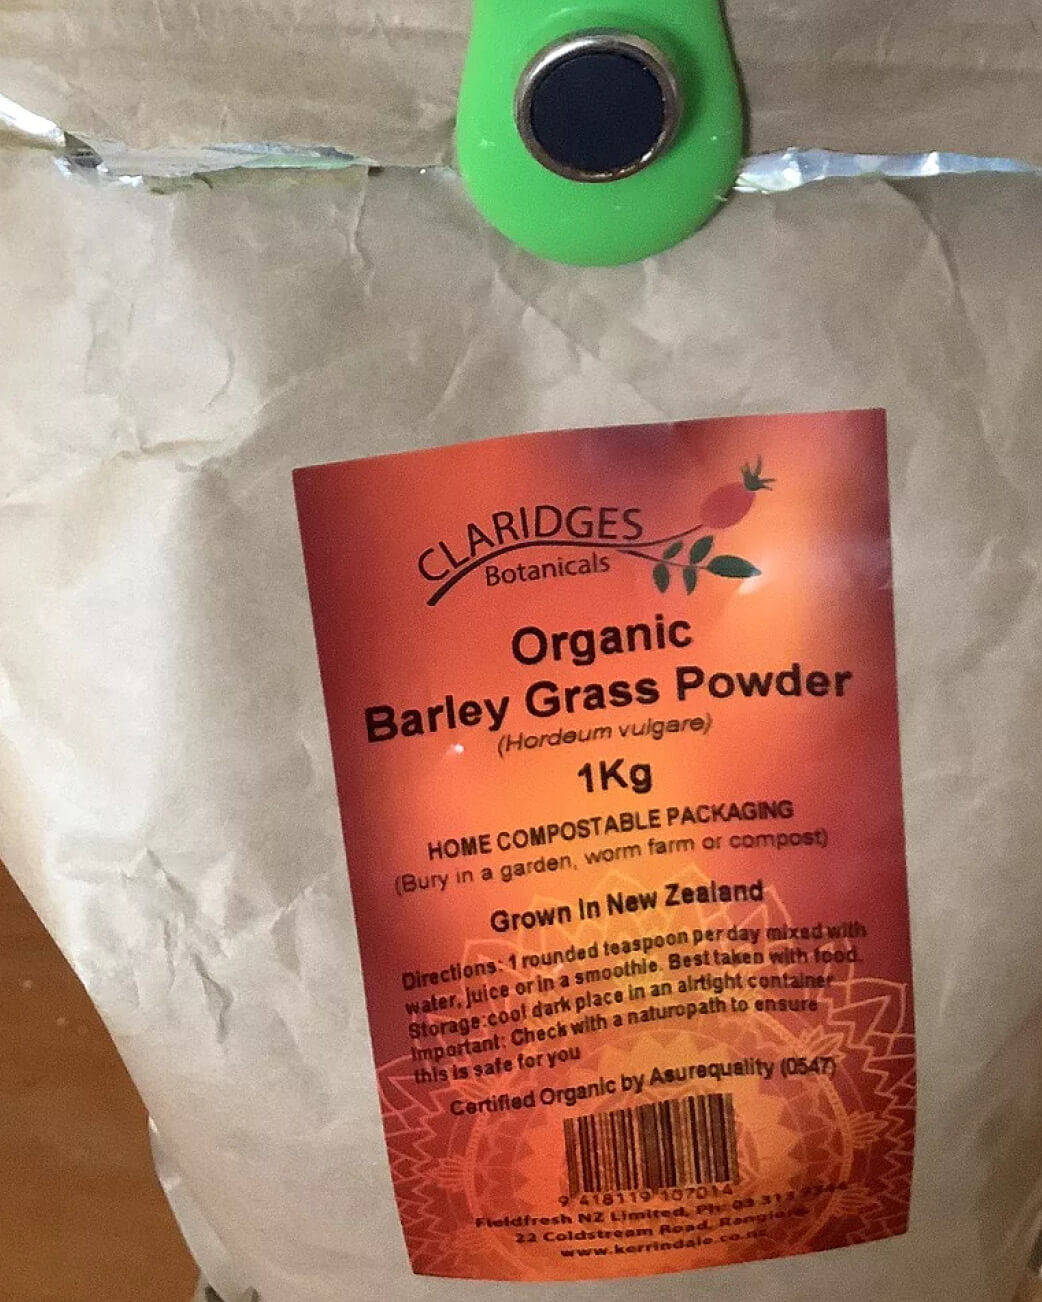 CLARIDGES
Botanicals
Organic
Barley Grass Powder
(Hordeum vulgare)
1Kg
HOME COMPOSTABLE PACKAGING
(Bury in a garden, worm farm or compost)
Grown In New Zealand
Directions: 1 rounded teaspoon per day mixed with
water, juice or in a smoothie. Best taken with food.
Storage:cool dark place in an airtight container
Important: Check with a naturopath to ensure
this is safe for you
Certified Organic by Asurequality (0547)
9 418119 107014
Fieldfresh NZ Limited, Ph: 03 313
22 Coldstream Road, Rangiora
www.kerrindale.co.nz